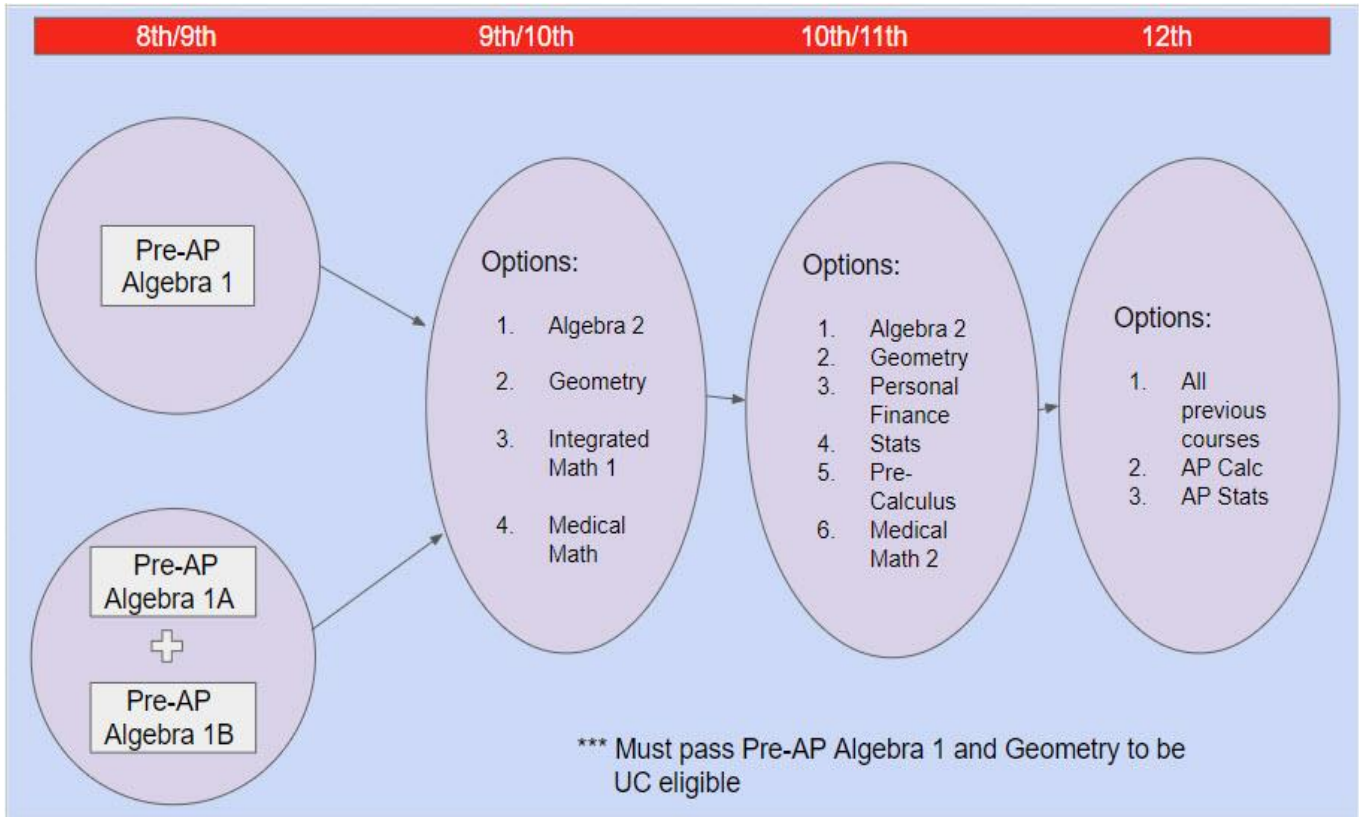 8th/9th
9th/10th
10th/11th
12th
Pre-AP
Algebra 1
Pre-AP
Algebra 1A
Pre-AP
Algebra 1B
Options:
1. Algebra 2
2. Geometry
3. Integrated
Math 1
4. Medical
Math
Options:
1. Algebra 2
2. Geometry
3. Personal
Finance
4. Stats
5. Pre-
Calculus
6. Medical
Math 2
Options:
1. All
previous
courses
2. AP Calc
3. AP Stats
*** Must pass Pre-AP Algebra 1 and Geometry to be
UC eligible